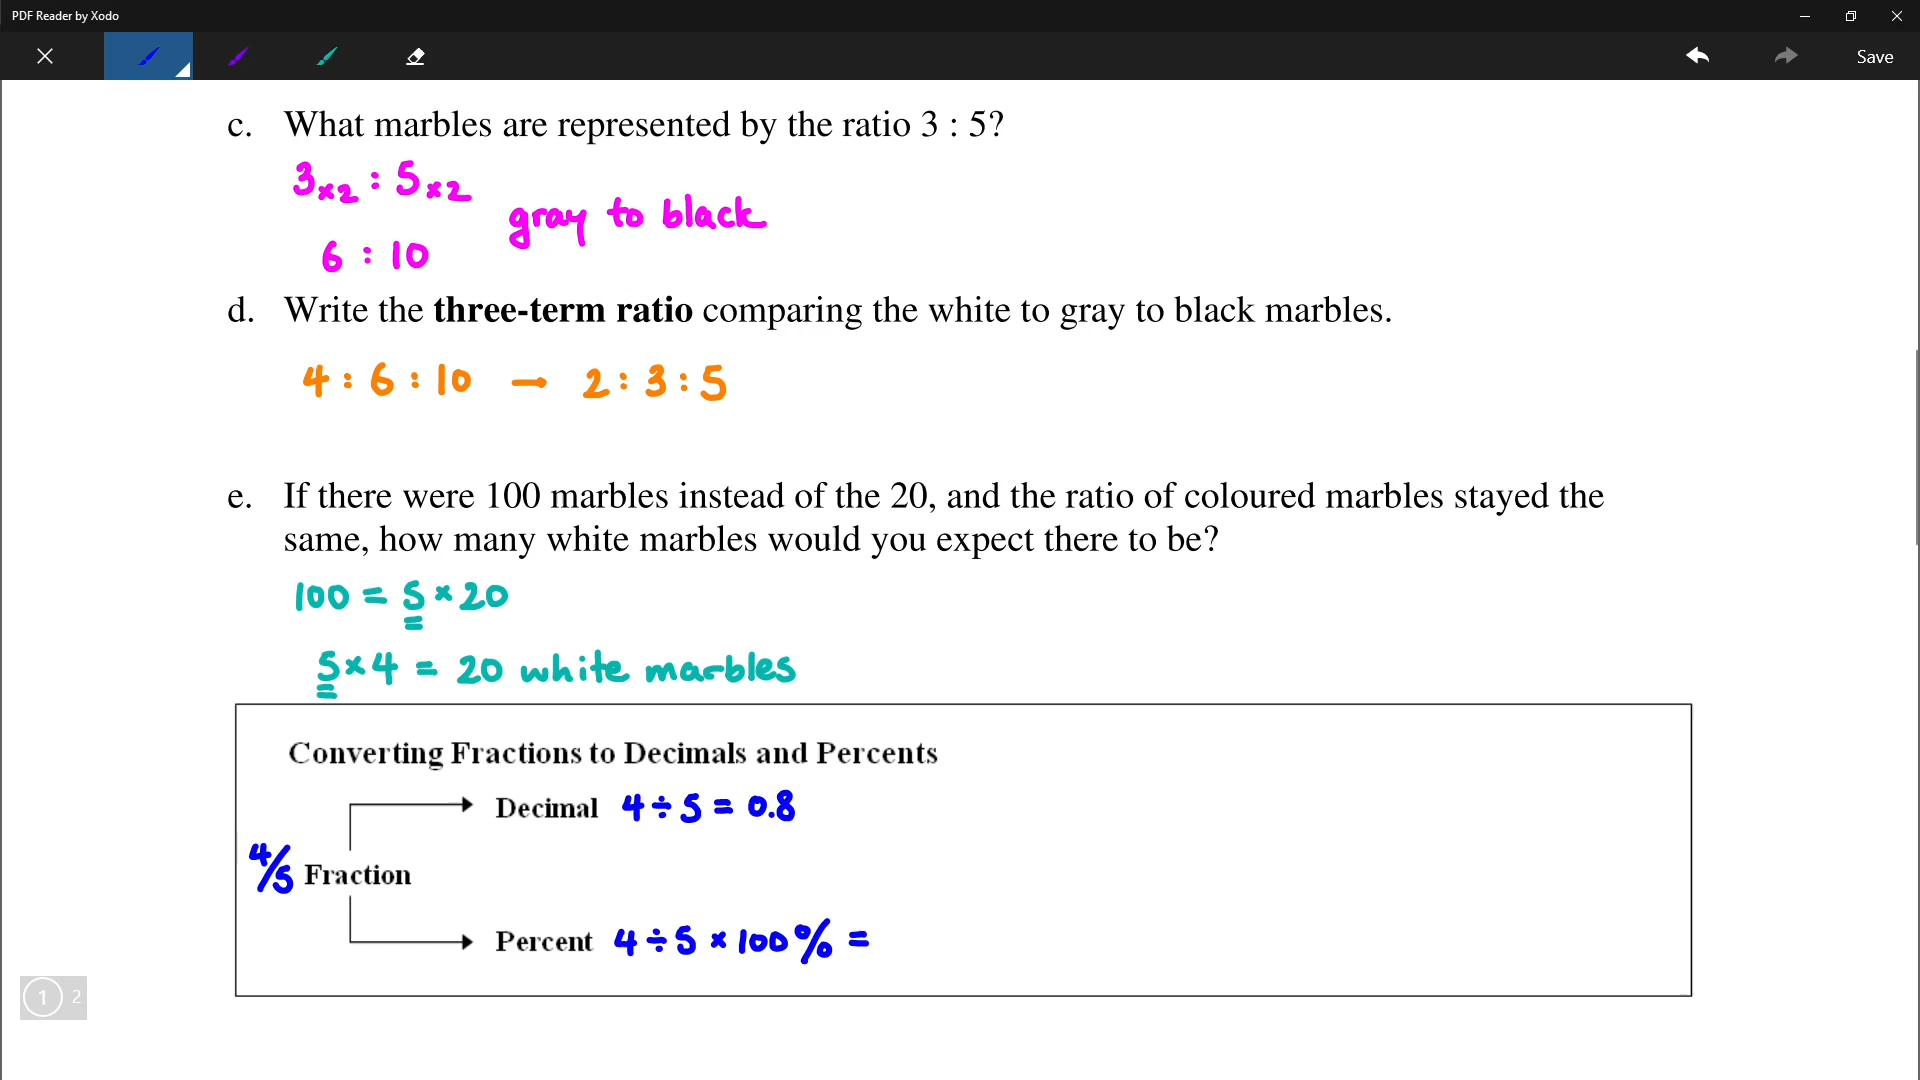 PDF Reader by Xodo
Save
c. What marbles are represented by the ratio 3 : 5?
3×2 : 5×2
gray to black
6 : 10
d. Write the three-term ratio comparing the white to gray to black marbles.
4 : 6 : 10 → 2 : 3 : 5
e. If there were 100 marbles instead of the 20, and the ratio of coloured marbles stayed the
same, how many white marbles would you expect there to be?
100 = 5 × 20
5 × 4 = 20 white marbles
Converting Fractions to Decimals and Percents
Decimal 4 ÷ 5 = 0.8
4/5 Fraction
Percent 4 ÷ 5 × 100% =
1 2